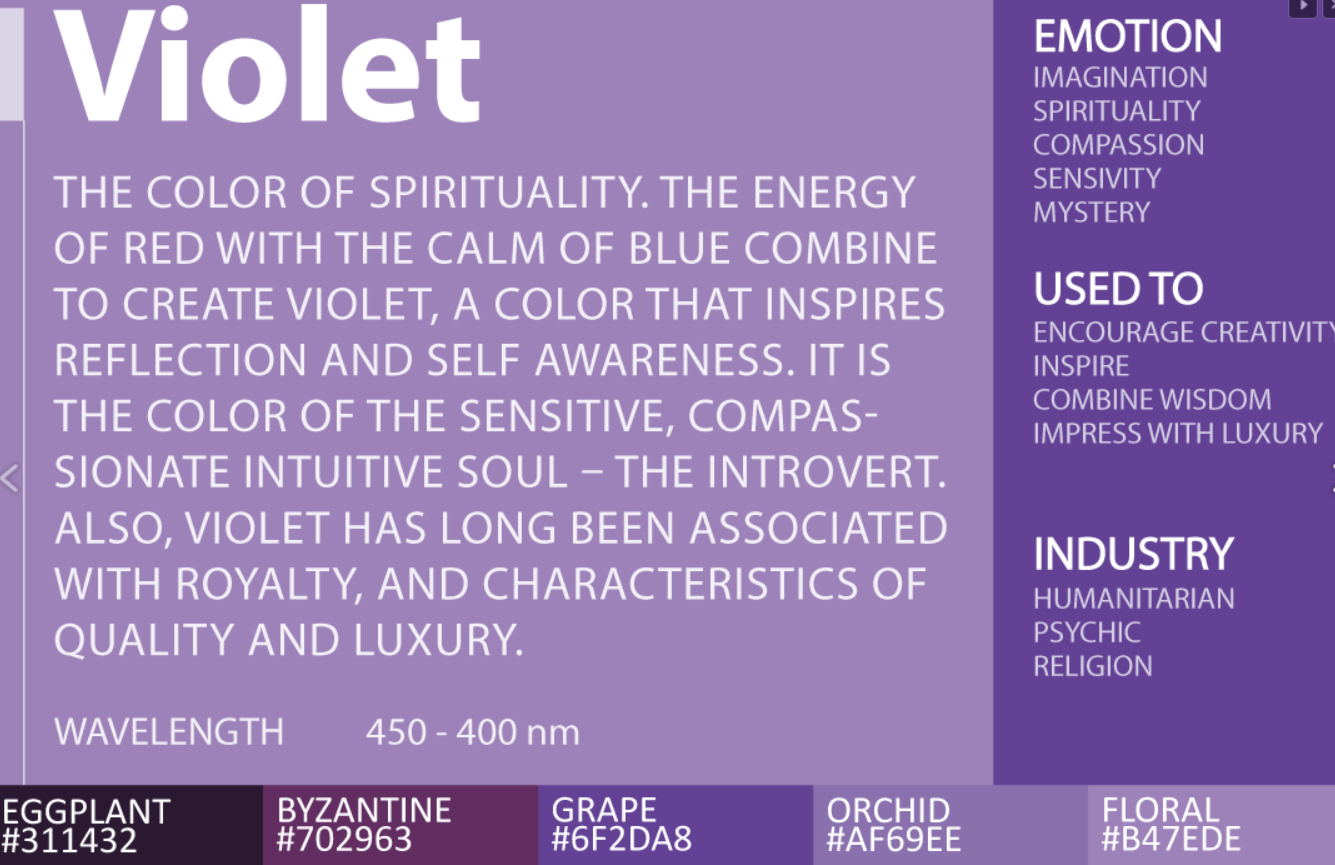 Violet
THE COLOR OF SPIRITUALITY. THE ENERGY
OF RED WITH THE CALM OF BLUE COMBINE
TO CREATE VIOLET, A COLOR THAT INSPIRES
REFLECTION AND SELF AWARENESS. IT IS
THE COLOR OF THE SENSITIVE, COMPAS-
SIONATE INTUITIVE SOUL – THE INTROVERT.
ALSO, VIOLET HAS LONG BEEN ASSOCIATED
WITH ROYALTY, AND CHARACTERISTICS OF
QUALITY AND LUXURY.
WAVELENGTH 450 - 400 nm
EMOTION
IMAGINATION
SPIRITUALITY
COMPASSION
SENSIVITY
MYSTERY
USED TO
ENCOURAGE CREATIVITY
INSPIRE
COMBINE WISDOM
IMPRESS WITH LUXURY
INDUSTRY
HUMANITARIAN
PSYCHIC
RELIGION
EGGPLANT
#311432
BYZANTINE
#702963
GRAPE
#6F2DA8
ORCHID
#AF69EE
FLORAL
#B47EDE